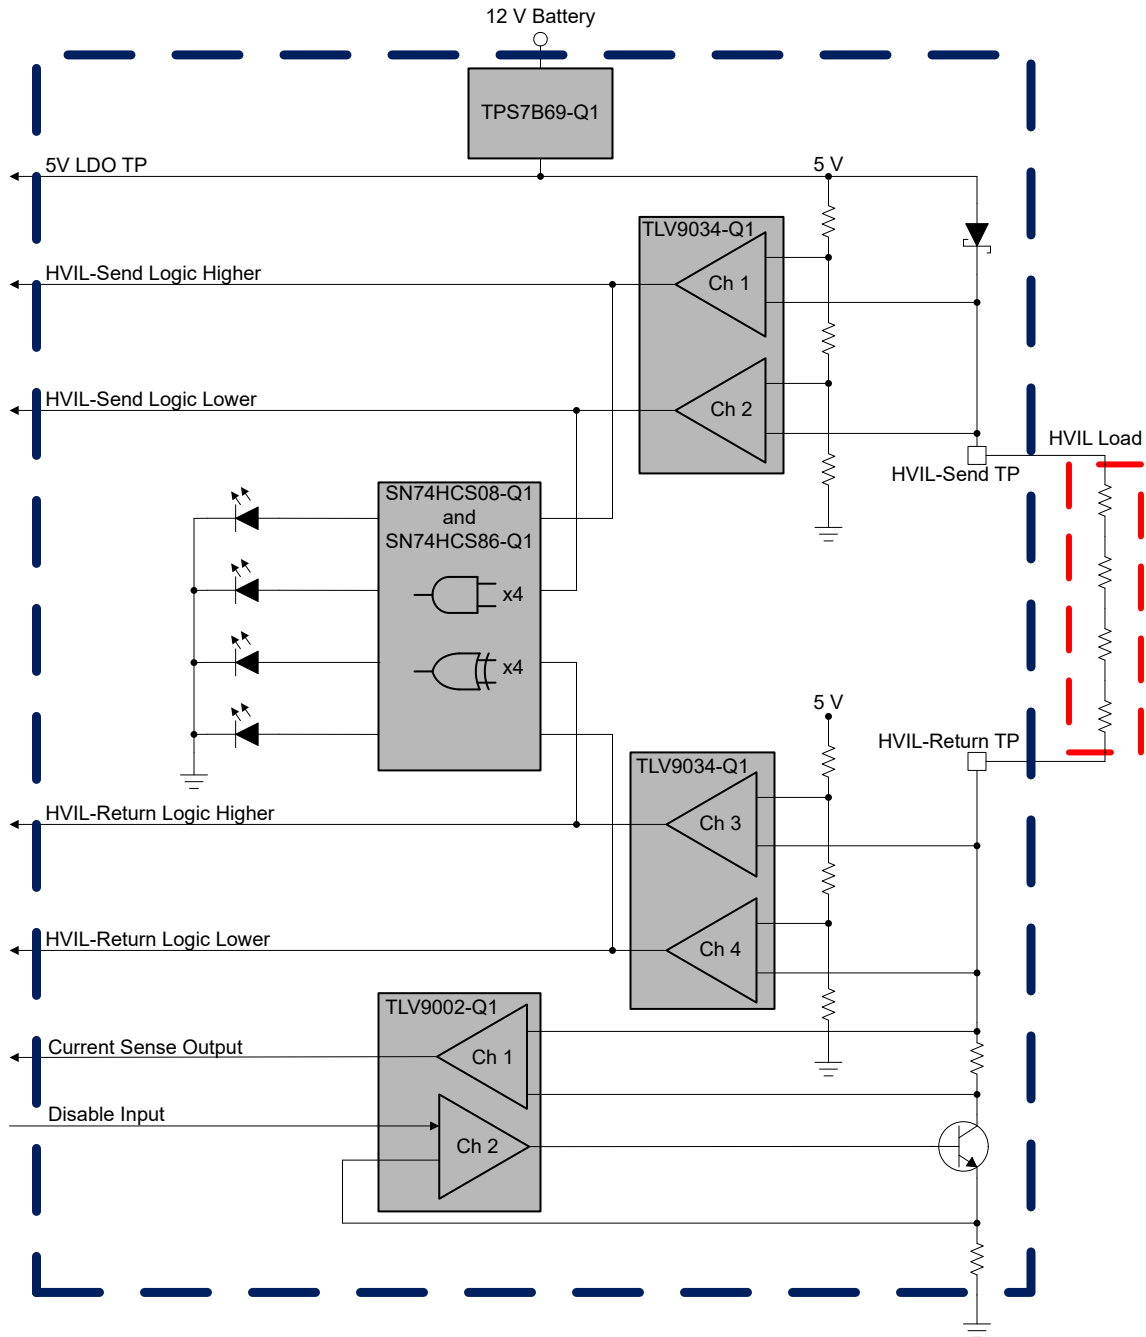 12 V Battery
TPS7B69-Q1
5V LDO TP
5 V
TLV9034-Q1
HVIL-Send Logic Higher
Ch 1
HVIL-Send Logic Lower
Ch 2
HVIL Load
HVIL-Send TP
SN74HCS08-Q1
and
SN74HCS86-Q1
x4
x4
5 V
HVIL-Return TP
TLV9034-Q1
HVIL-Return Logic Higher
Ch 3
HVIL-Return Logic Lower
Ch 4
TLV9002-Q1
Current Sense Output
Ch 1
Disable Input
Ch 2